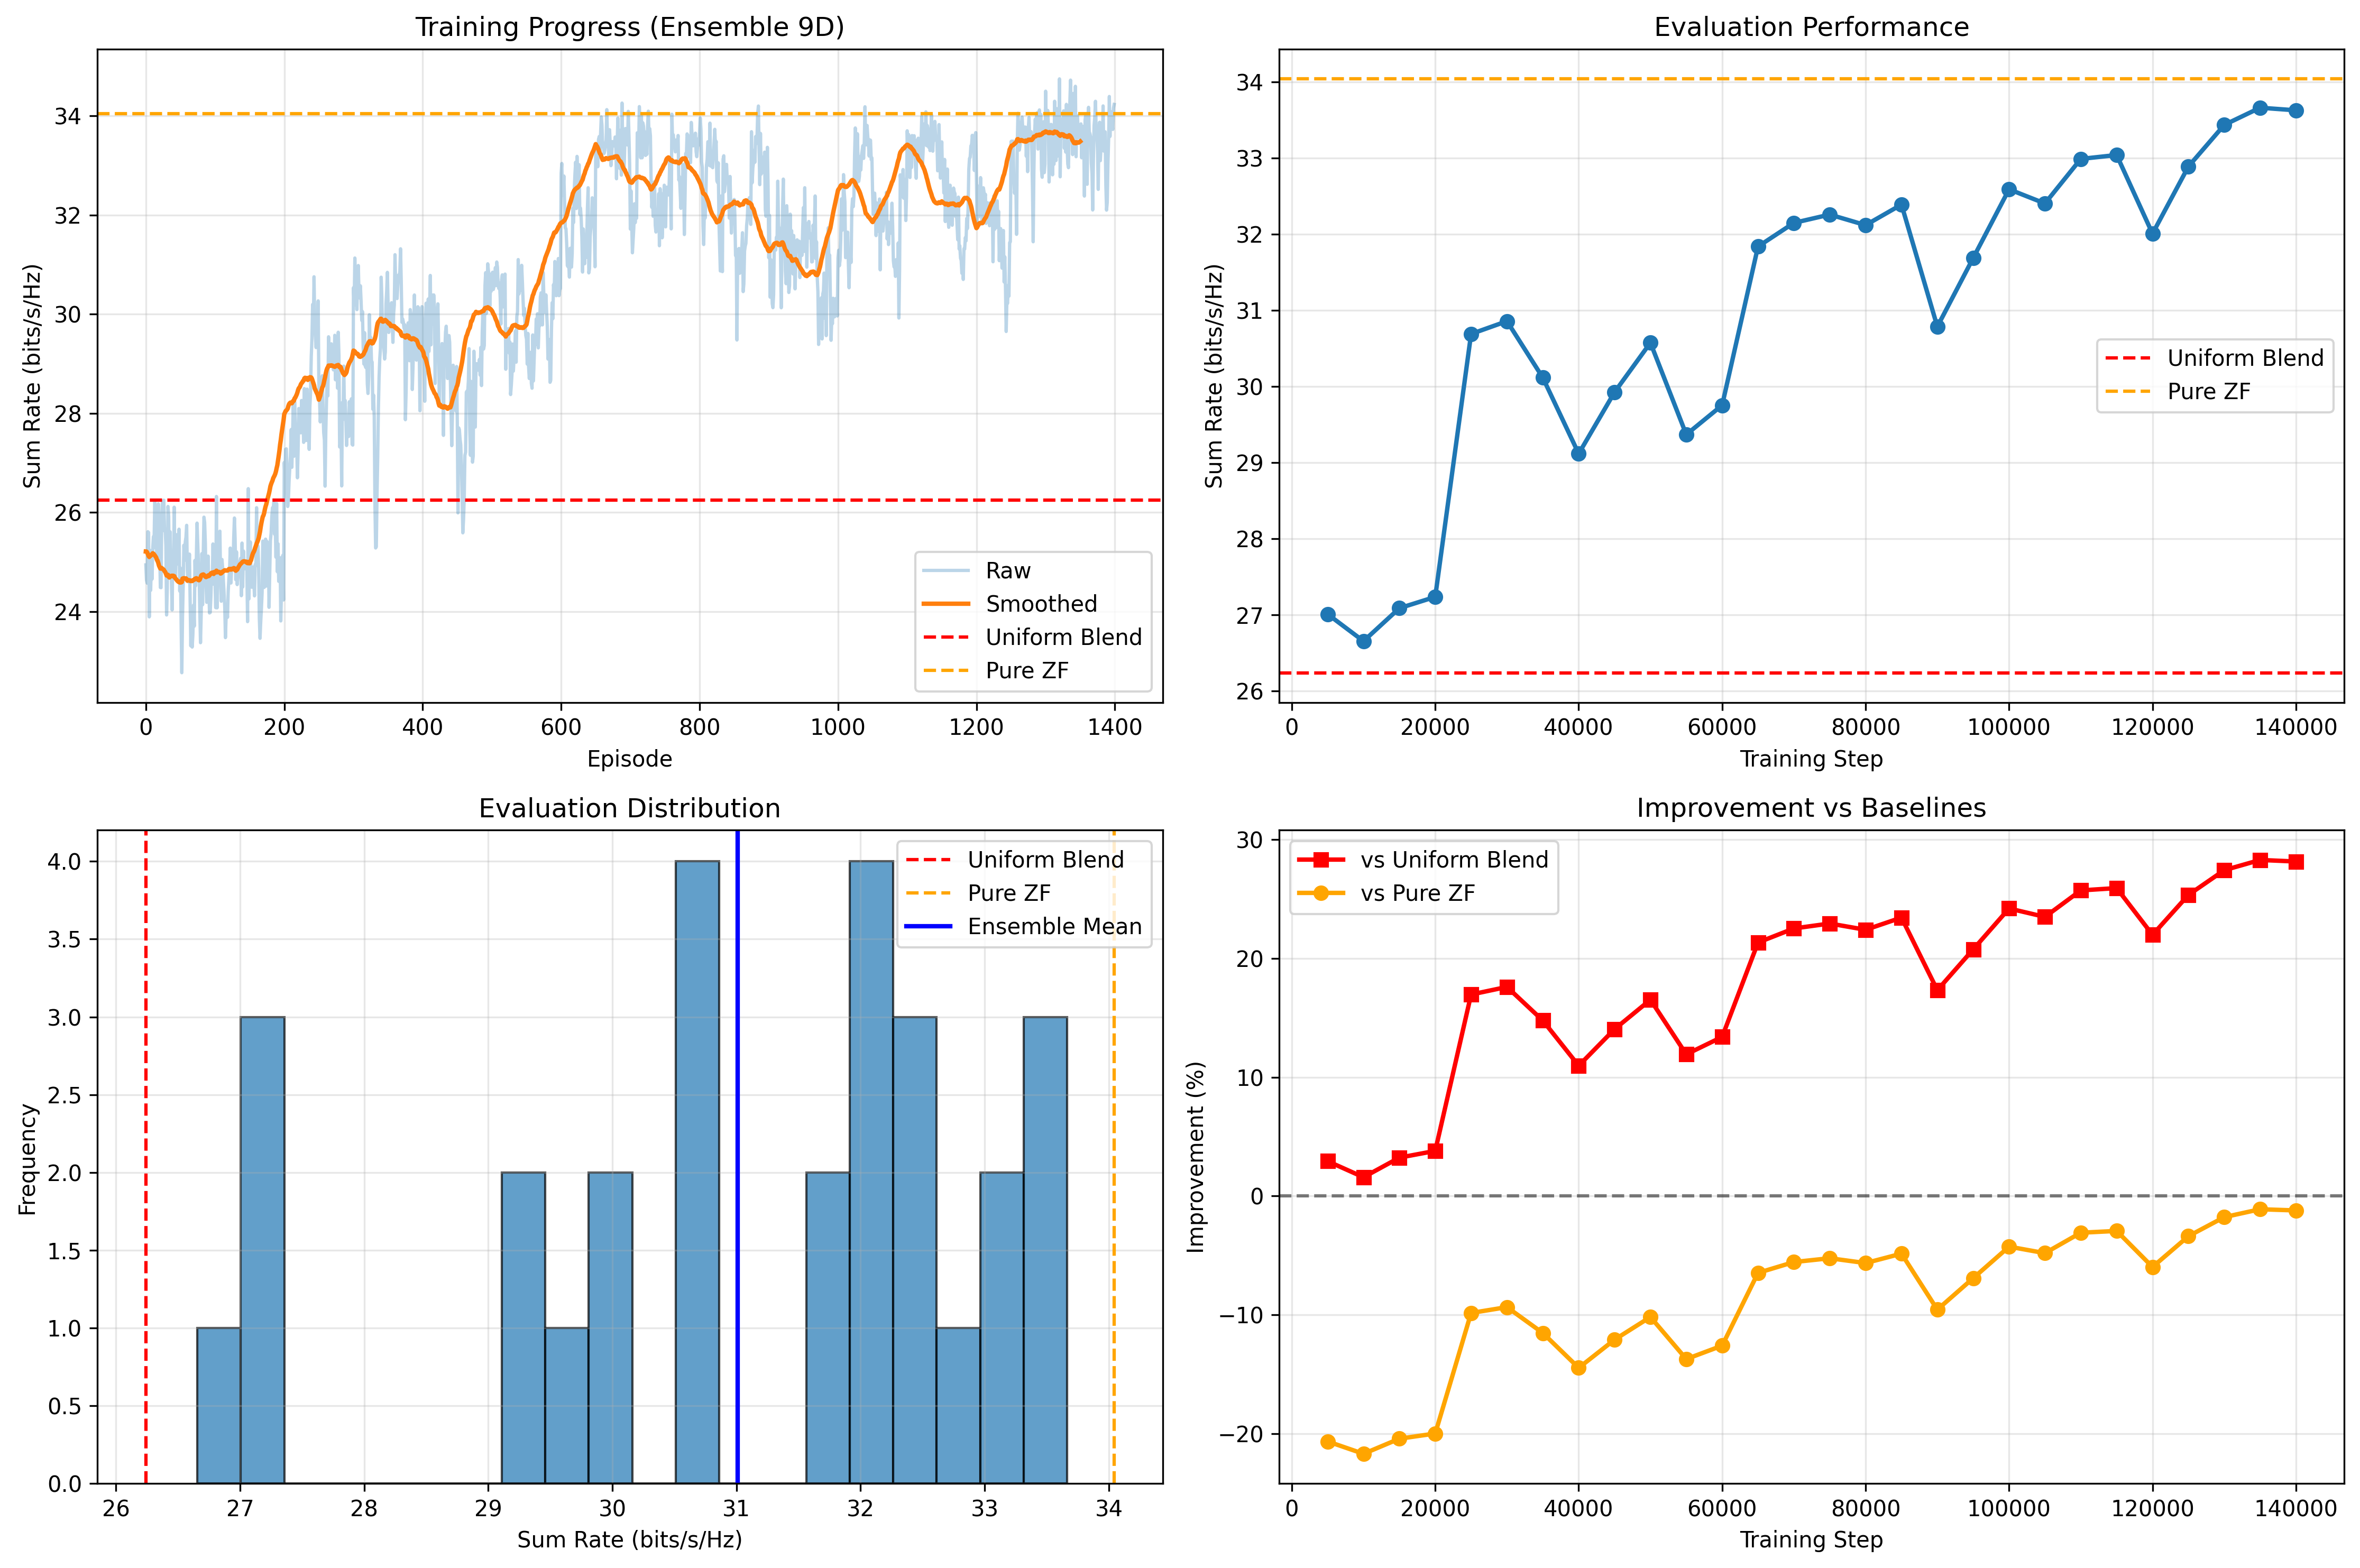 Training Progress (Ensemble 9D)
Sum Rate (bits/s/Hz)
34
32
30
28
26
24
Raw
Smoothed
Uniform Blend
Pure ZF
0 200 400 600 800 1000 1200 1400
Episode
Evaluation Performance
Sum Rate (bits/s/Hz)
34
33
32
31
30
29
28
27
26
Uniform Blend
Pure ZF
0 20000 40000 60000 80000 100000 120000 140000
Training Step
Evaluation Distribution
Frequency
4.0
3.5
3.0
2.5
2.0
1.5
1.0
0.5
0.0
Uniform Blend
Pure ZF
Ensemble Mean
26 27 28 29 30 31 32 33 34
Sum Rate (bits/s/Hz)
Improvement vs Baselines
Improvement (%)
30
20
10
0
−10
−20
vs Uniform Blend
vs Pure ZF
0 20000 40000 60000 80000 100000 120000 140000
Training Step